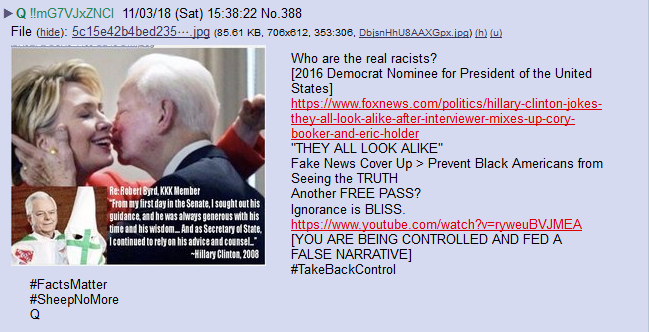 ▶Q !!mG7VJxZNCI 11/03/18 (Sat) 15:38:22 No.388
File (hide): 5c15e42b4bed235⋯.jpg (85.61 KB, 706x612, 353:306, DbjsnHhU8AAXGpx.jpg) (h) (u)
Re: Robert Byrd, KKK Member
"From my first day in the Senate, I sought out his
guidance, and he was always generous with his
time and his wisdom... And as Secretary of State,
I continued to rely on his advice and counsel..."
~Hillary Clinton, 2008
Who are the real racists?
[2016 Democrat Nominee for President of the United
States]
https://www.foxnews.com/politics/hillary-clinton-jokes-
they-all-look-alike-after-interviewer-mixes-up-cory-
booker-and-eric-holder
"THEY ALL LOOK ALIKE"
Fake News Cover Up > Prevent Black Americans from
Seeing the TRUTH
Another FREE PASS?
Ignorance is BLISS.
https://www.youtube.com/watch?v=ryweuBVJMEA
[YOU ARE BEING CONTROLLED AND FED A
FALSE NARRATIVE]
#TakeBackControl
#FactsMatter
#SheepNoMore
Q